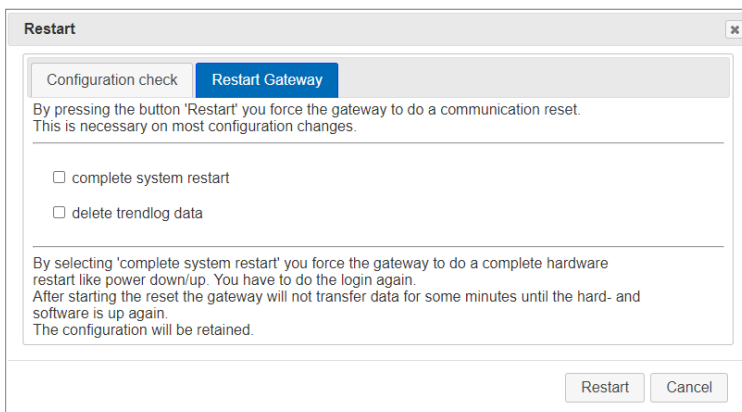 Restart
Configuration check
Restart Gateway
By pressing the button 'Restart' you force the gateway to do a communication reset.
This is necessary on most configuration changes.
complete system restart
delete trendlog data
By selecting 'complete system restart' you force the gateway to do a complete hardware
restart like power down/up. You have to do the login again.
After starting the reset the gateway will not transfer data for some minutes until the hard- and
software is up again.
The configuration will be retained.
Restart
Cancel